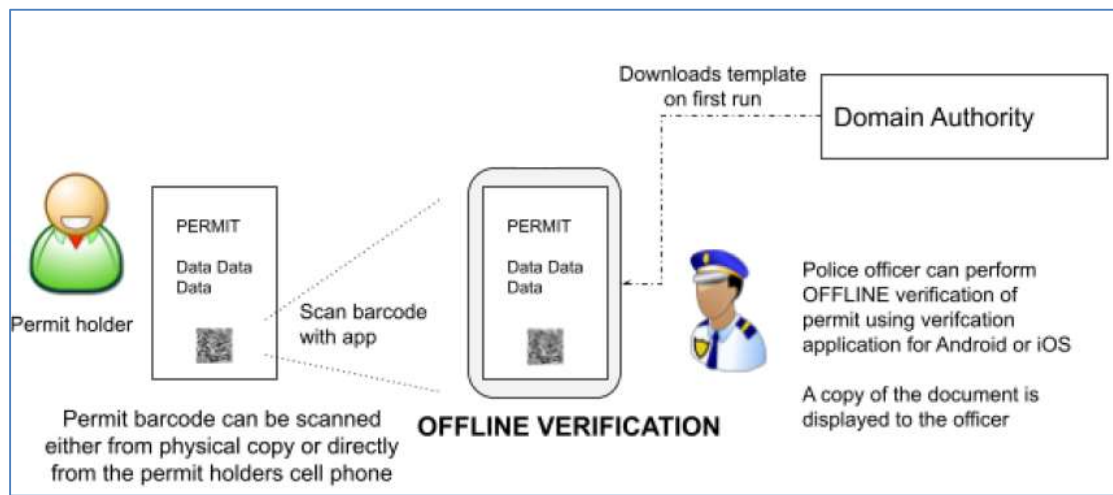 Downloads template
on first run
Domain Authority
PERMIT
Data Data
Data
Permit holder
Scan barcode
with app
PERMIT
Data Data
Data
Police officer can perform
OFFLINE verification of
permit using verifcation
application for Android or iOS
A copy of the document is
displayed to the officer
OFFLINE VERIFICATION
Permit barcode can be scanned
either from physical copy or directly
from the permit holders cell phone